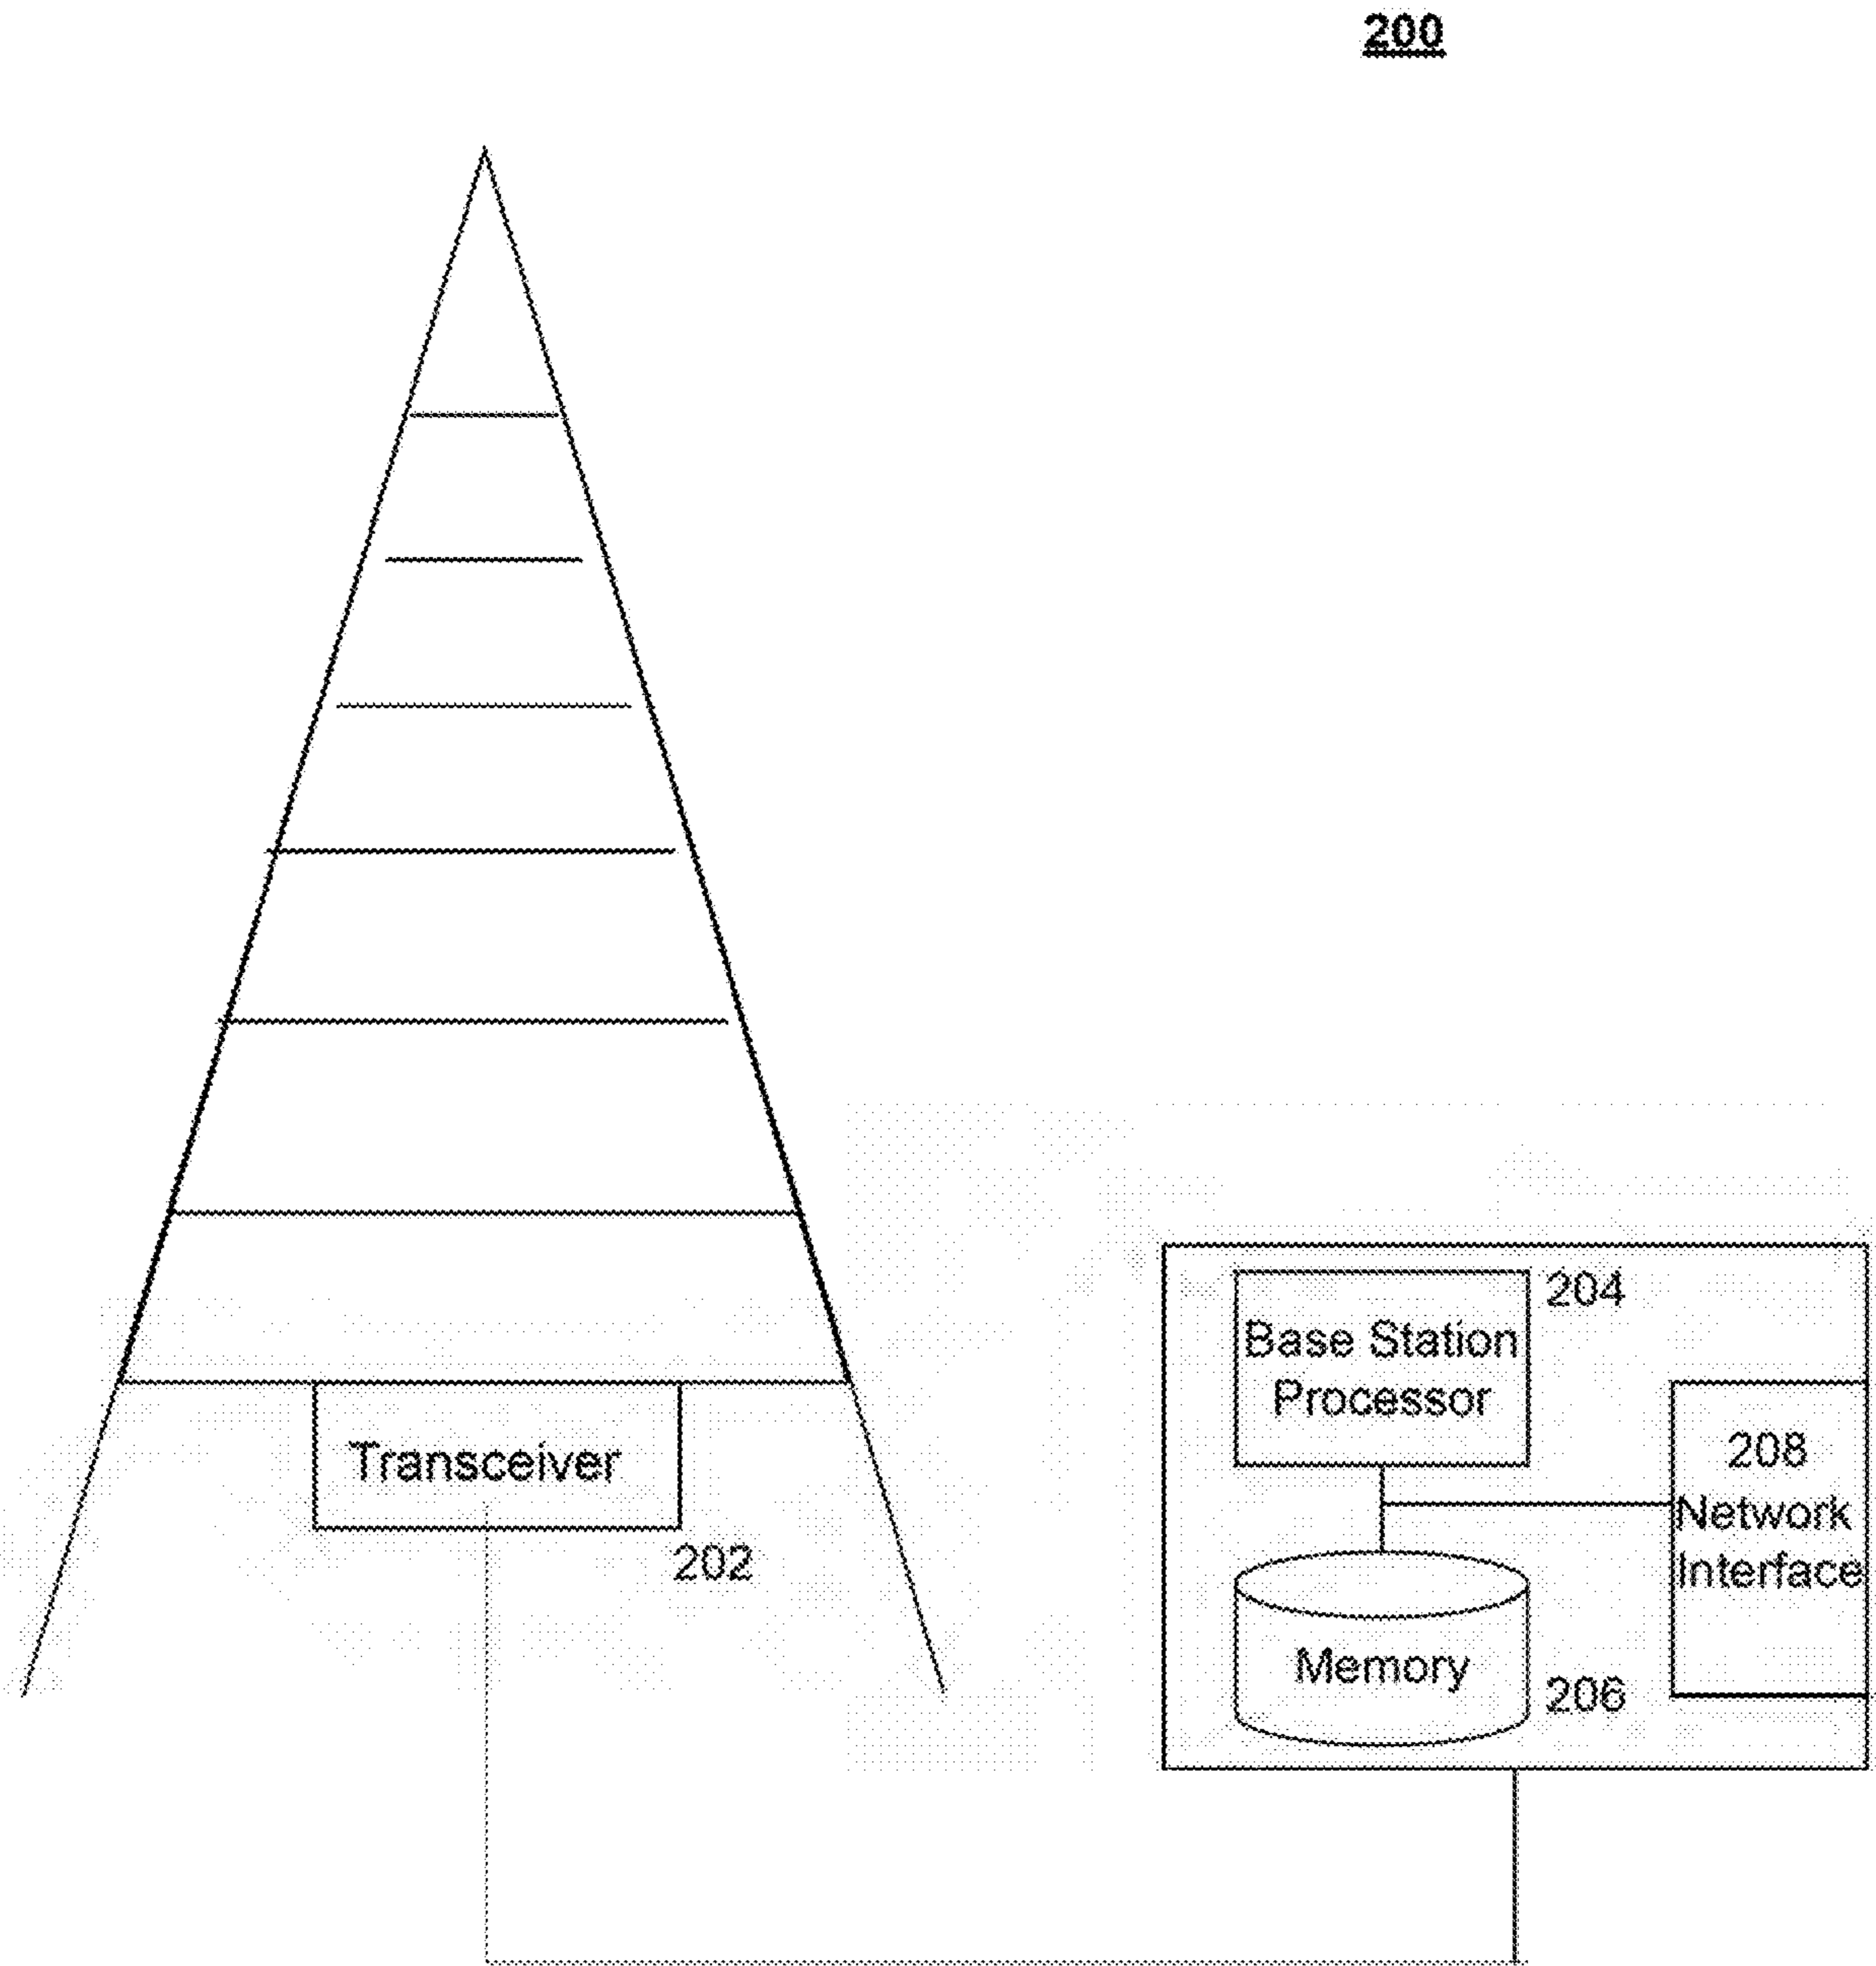 200
204
Base Station
Processor
208
Network
Interface
Transceiver
202
Memory
206